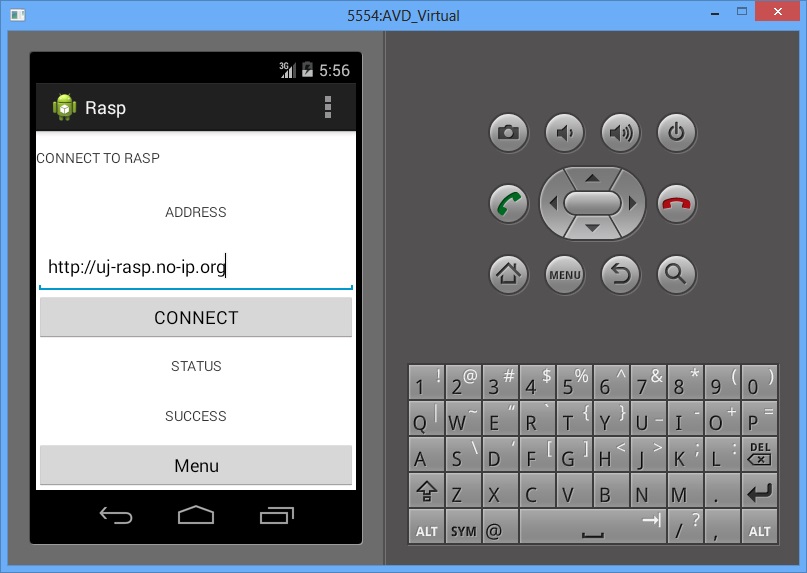 5554:AVD_Virtual
3G 5:56
Rasp
CONNECT TO RASP
ADDRESS
http://uj-rasp.no-ip.org
CONNECT
STATUS
SUCCESS
Menu
MENU
1 ! 2 @ 3 # 4 $ 5 % 6 ^ 7 & 8 * 9 ( 0 )
Q | W ~ E “ R ` T { Y } U _ I - O + P =
A S \ D ‘ F [ G ] H < J > K ; L : DEL
Z X C V B N M .
ALT SYM @ / ? , ALT